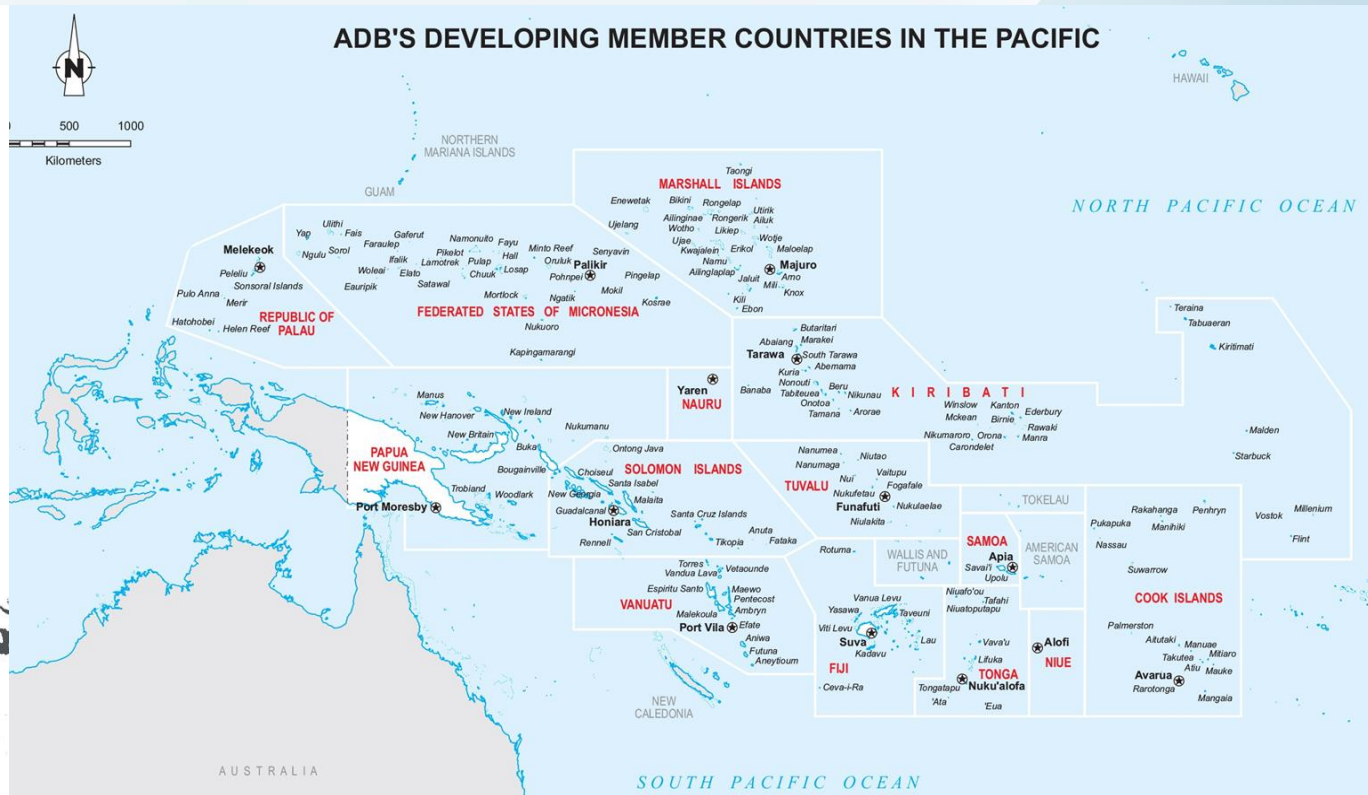 ADB'S DEVELOPING MEMBER COUNTRIES IN THE PACIFIC
N
500 1000
Kilometers
HAWAII
NORTHERN
MARIANA ISLANDS
GUAM
NORTH PACIFIC OCEAN
Taongi
MARSHALL ISLANDS
Enewetak
Bikini
Rongelap
Utirik
Ailinginae
Rongerik
Ailuk
Ujelang
Wotho
Likiep
Wotje
Ujae
Kwajalein
Erikol
Maloelap
Namu
Ailinglaplap
Majuro
Jaluit
Arno
Mili
Knox
Kili
Ebon
Melekeok
Peleliu
Sonsoral Islands
Pulo Anna
Merir
Hatohobei
Helen Reef
REPUBLIC OF
PALAU
Yap
Ulithi
Fais
Ngulu
Sorol
Faraulep
Gaferut
Ifalik
Woleai
Elato
Eauripik
Lamotrek
Satawal
Pikelot
Namonuito
Pulap
Chuuk
Fayu
Hall
Losap
Minto Reef
Oruluk
Senyavin
Palikir
Pohnpei
Pingelap
Mokil
Mortlock
Ngatik
Kosrae
FEDERATED STATES OF MICRONESIA
Nukuoro
Kapingamarangi
Butaritari
Abaiang
Marakei
Tarawa
South Tarawa
Abemama
Kuria
Nonouti
Beru
Nikunau
Banaba
Tabiteuea
Onotoa
Tamana
Arorae
KIRIBATI
Winslow
Kanton
Mckean
Birnie
Ederbury
Rawaki
Nikumaroro
Orona
Manra
Carondelet
Teraina
Tabuaeran
Kiritimati
Malden
Starbuck
Vostok
Millenium
Flint
Yaren
NAURU
Manus
New Hanover
New Ireland
New Britain
Nukumanu
Buka
Bougainville
PAPUA
NEW GUINEA
Trobiand
Woodlark
Port Moresby
Ontong Java
SOLOMON ISLANDS
Choiseul
Santa Isabel
New Georgia
Malaita
Guadalcanal
Honiara
Santa Cruz Islands
San Cristobal
Anuta
Rennell
Tikopia
Fataka
Nanumea
Niutao
Nanumaga
TUVALU
Nui
Vaitupu
Nukufetau
Fogafale
Funafuti
Nukulaelae
Niulakita
TOKELAU
Rotuma
WALLIS AND
FUTUNA
SAMOA
Apia
Savai'i
Upolu
AMERICAN
SAMOA
Rakahanga
Penrhyn
Pukapuka
Manihiki
Nassau
Suwarrow
COOK ISLANDS
Palmerston
Aitutaki
Manuae
Takutea
Mitiaro
Atiu
Mauke
Avarua
Rarotonga
Mangaia
Torres
Vandua Lava
Vetaounde
Espiritu Santo
Maewo
Pentecost
VANUATU
Malekoula
Ambryn
Port Vila
Efate
Aniwa
Futuna
Aneytioum
Vanua Levu
Yasawa
Taveuni
Viti Levu
Suva
Lau
Kadavu
FIJI
Ceva-i-Ra
Niuafo'ou
Tafahi
Niuatoputapu
Vava'u
Lifuka
TONGA
Tongatapu
Nuku'alofa
'Ata
'Eua
Alofi
NIUE
NEW
CALEDONIA
AUSTRALIA
SOUTH PACIFIC OCEAN